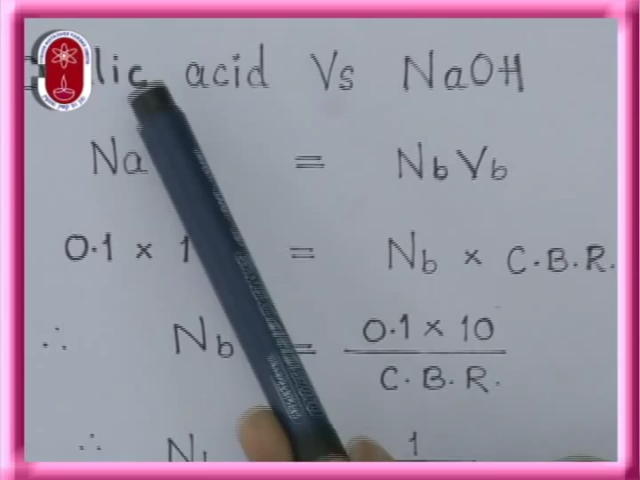 lic acid Vs NaOH
Na = NbVb
0.1 × 1 = Nb × C.B.R.
∴ Nb = 0.1 × 10
C.B.R.
∴ N 1